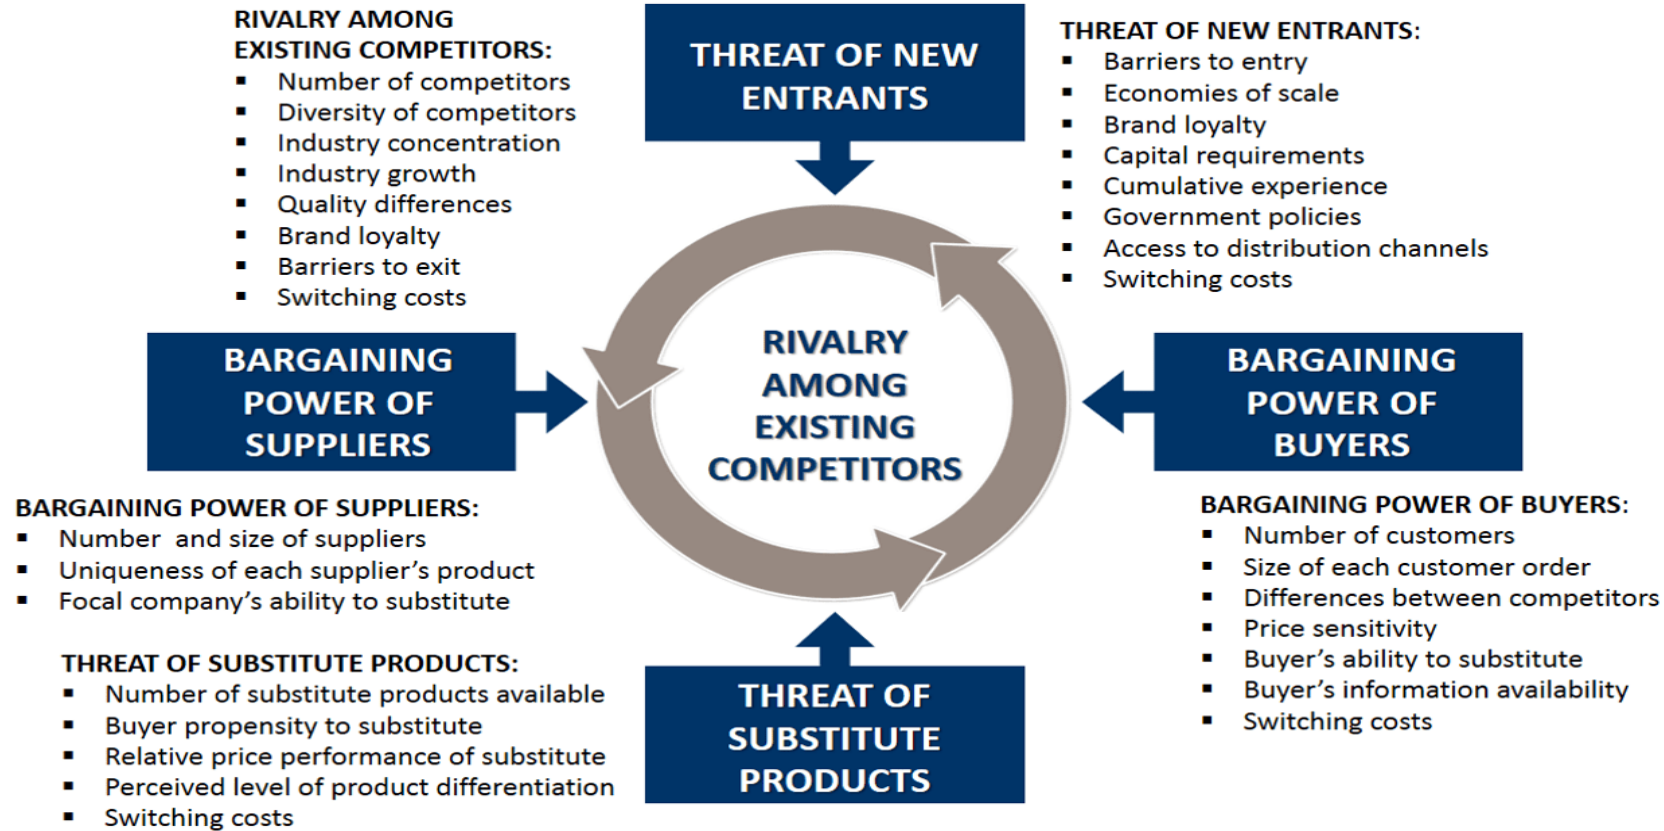 RIVALRY AMONG
EXISTING COMPETITORS:
▪ Number of competitors
▪ Diversity of competitors
▪ Industry concentration
▪ Industry growth
▪ Quality differences
▪ Brand loyalty
▪ Barriers to exit
▪ Switching costs
THREAT OF NEW
ENTRANTS
THREAT OF NEW ENTRANTS:
▪ Barriers to entry
▪ Economies of scale
▪ Brand loyalty
▪ Capital requirements
▪ Cumulative experience
▪ Government policies
▪ Access to distribution channels
▪ Switching costs
BARGAINING
POWER OF
SUPPLIERS
RIVALRY
AMONG
EXISTING
COMPETITORS
BARGAINING
POWER OF
BUYERS
BARGAINING POWER OF SUPPLIERS:
▪ Number and size of suppliers
▪ Uniqueness of each supplier's product
▪ Focal company's ability to substitute
THREAT OF SUBSTITUTE PRODUCTS:
▪ Number of substitute products available
▪ Buyer propensity to substitute
▪ Relative price performance of substitute
▪ Perceived level of product differentiation
▪ Switching costs
THREAT OF
SUBSTITUTE
PRODUCTS
BARGAINING POWER OF BUYERS:
▪ Number of customers
▪ Size of each customer order
▪ Differences between competitors
▪ Price sensitivity
▪ Buyer's ability to substitute
▪ Buyer's information availability
▪ Switching costs